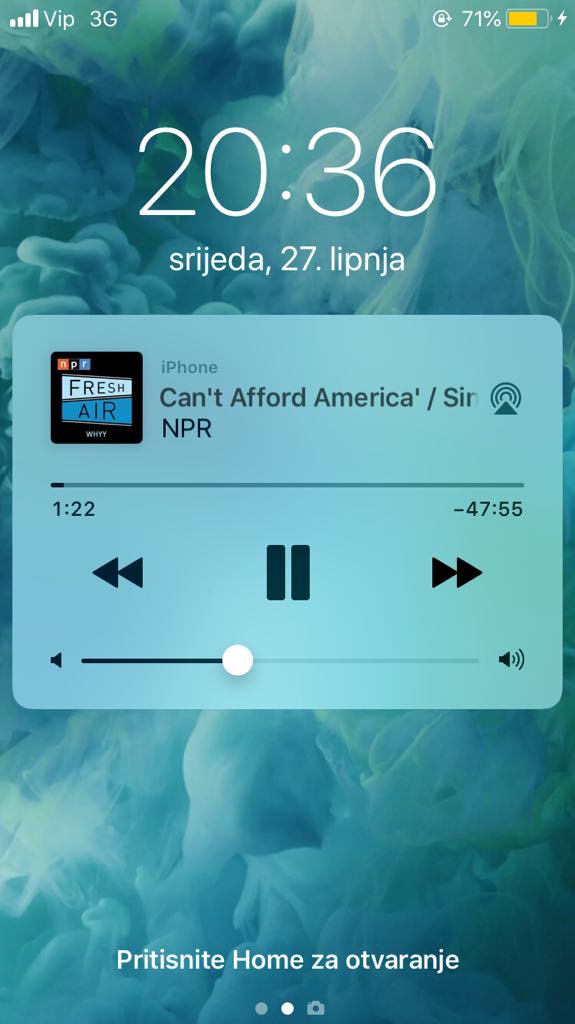 Vip 3G 71%
20:36
srijeda, 27. lipnja
npr
FRESH
AIR
WHYY
iPhone
Can't Afford America' / Sin
NPR
1:22 −47:55
Pritisnite Home za otvaranje